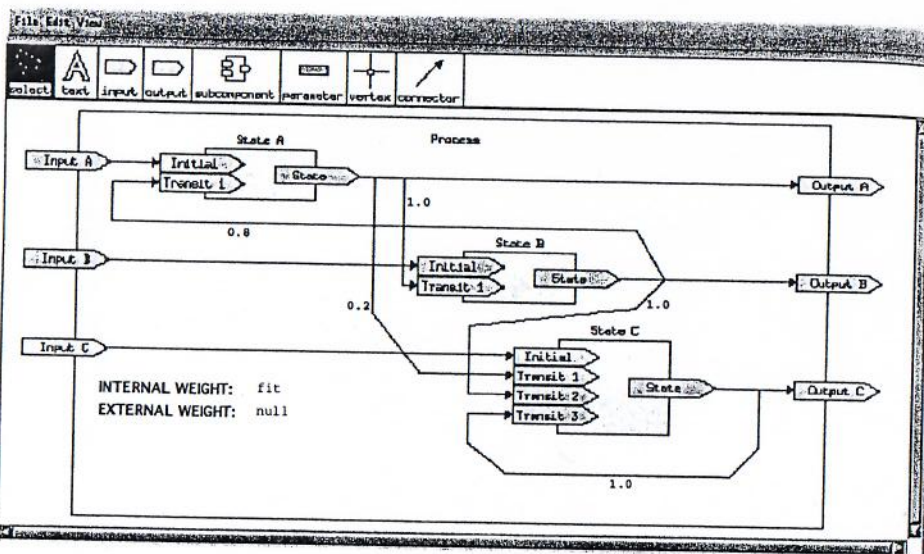 File Edit View
select text input output subcomponent parameter vertex connector
State A
Process
Input A
Initial
Transit 1
State
Output A
1.0
0.8
State B
Input B
Initial
Transit 1
State
Output B
0.2
1.0
State C
Input C
Initial
Transit 1
Transit 2
Transit 3
State
Output C
INTERNAL WEIGHT: fit
EXTERNAL WEIGHT: null
1.0